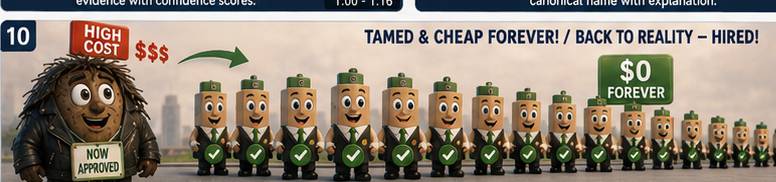 evidence with confidence scores.
1.00 - 1.16
canonical name with explanation.
10
HIGH
COST
$$$
TAMED & CHEAP FOREVER! / BACK TO REALITY – HIRED!
$0
FOREVER
NOW
APPROVED